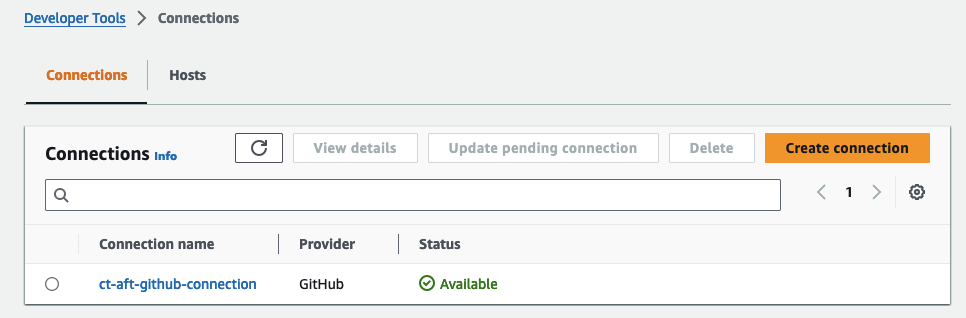 Developer Tools > Connections
Connections Hosts
Connections Info View details Update pending connection Delete Create connection
1
Connection name Provider Status
ct-aft-github-connection GitHub Available